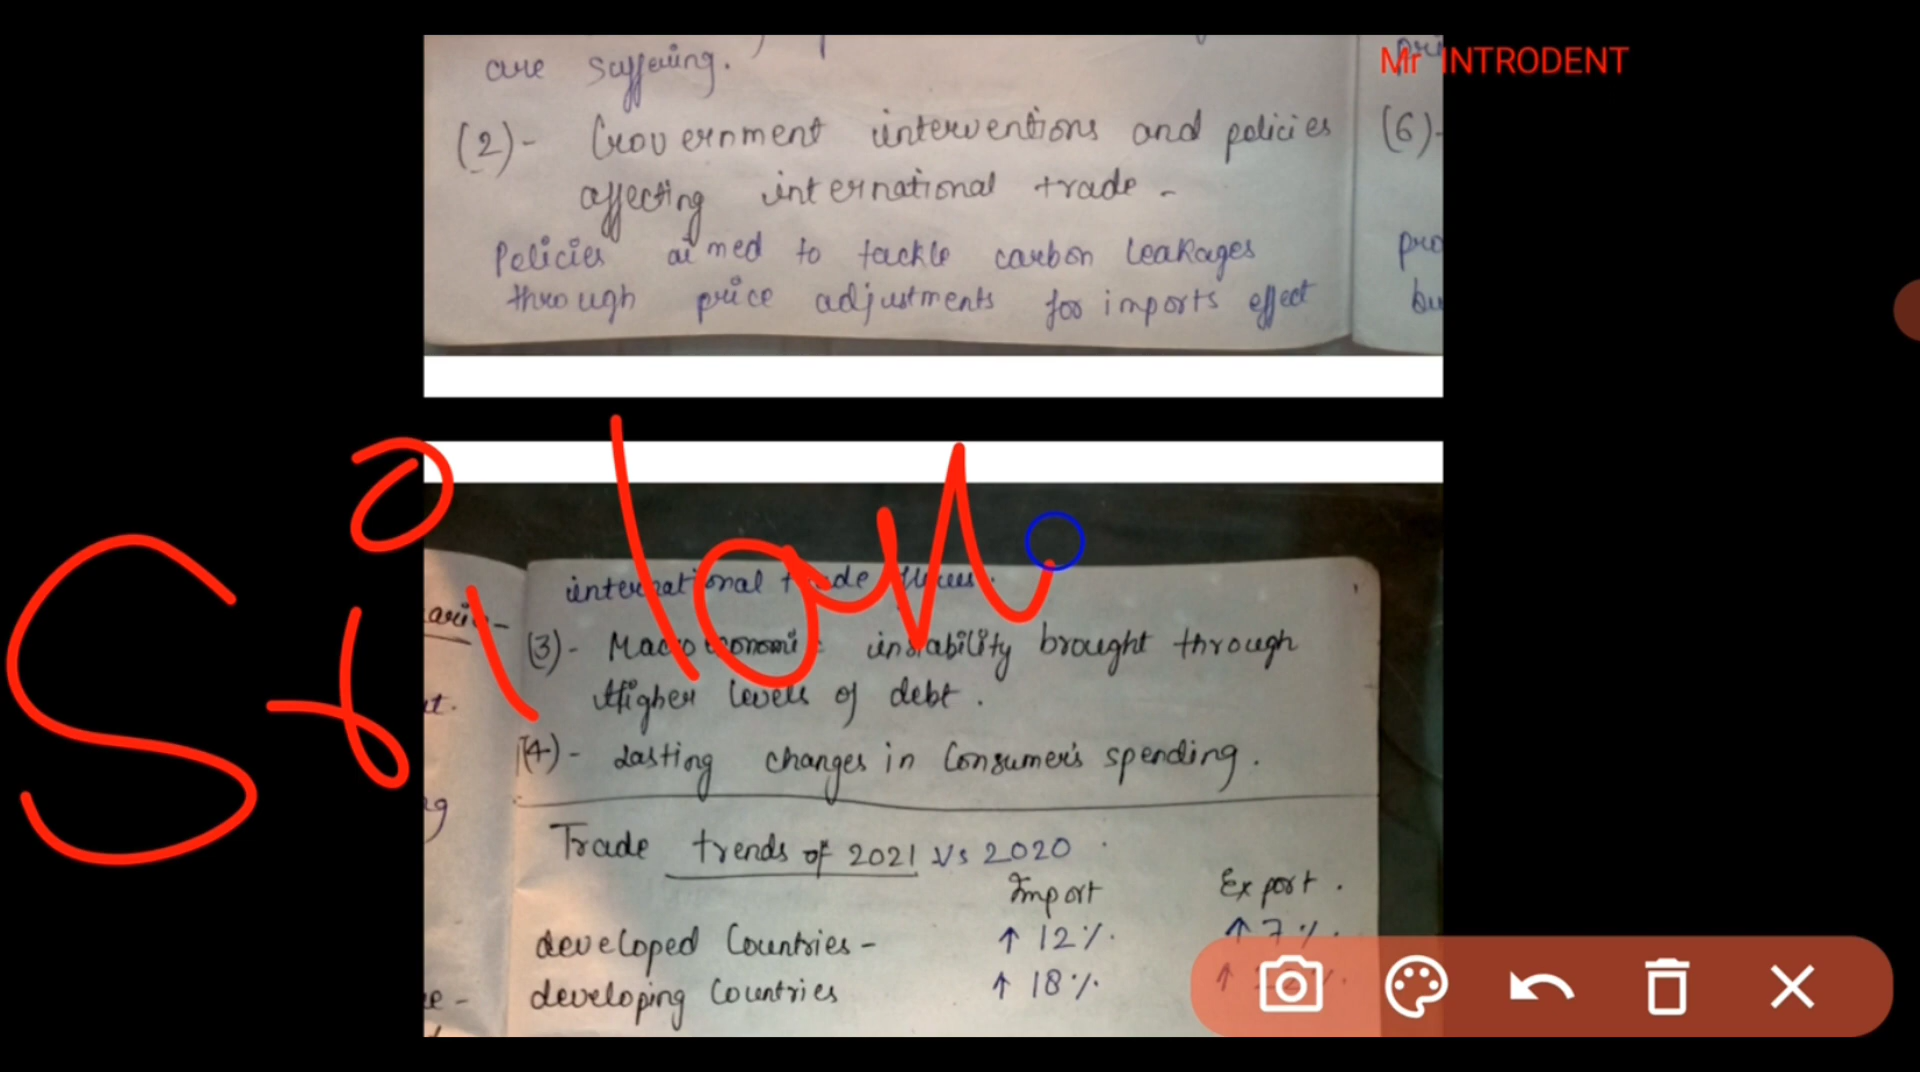 are suffering.
Mr INTRODENT
(2)- Government interventions and policies
affecting international trade -
Policies aimed to tackle carbon leakages
through price adjustments for imports effect
(6)-
international trade flows.
(3)- Macroeconomic instability brought through
Higher levels of debt.
(4)- Lasting changes in Consumer's spending.
Trade trends of 2021 Vs 2020
Import Export.
developed Countries - ↑ 12%. ↑ 7%.
developing Countries ↑ 18%.